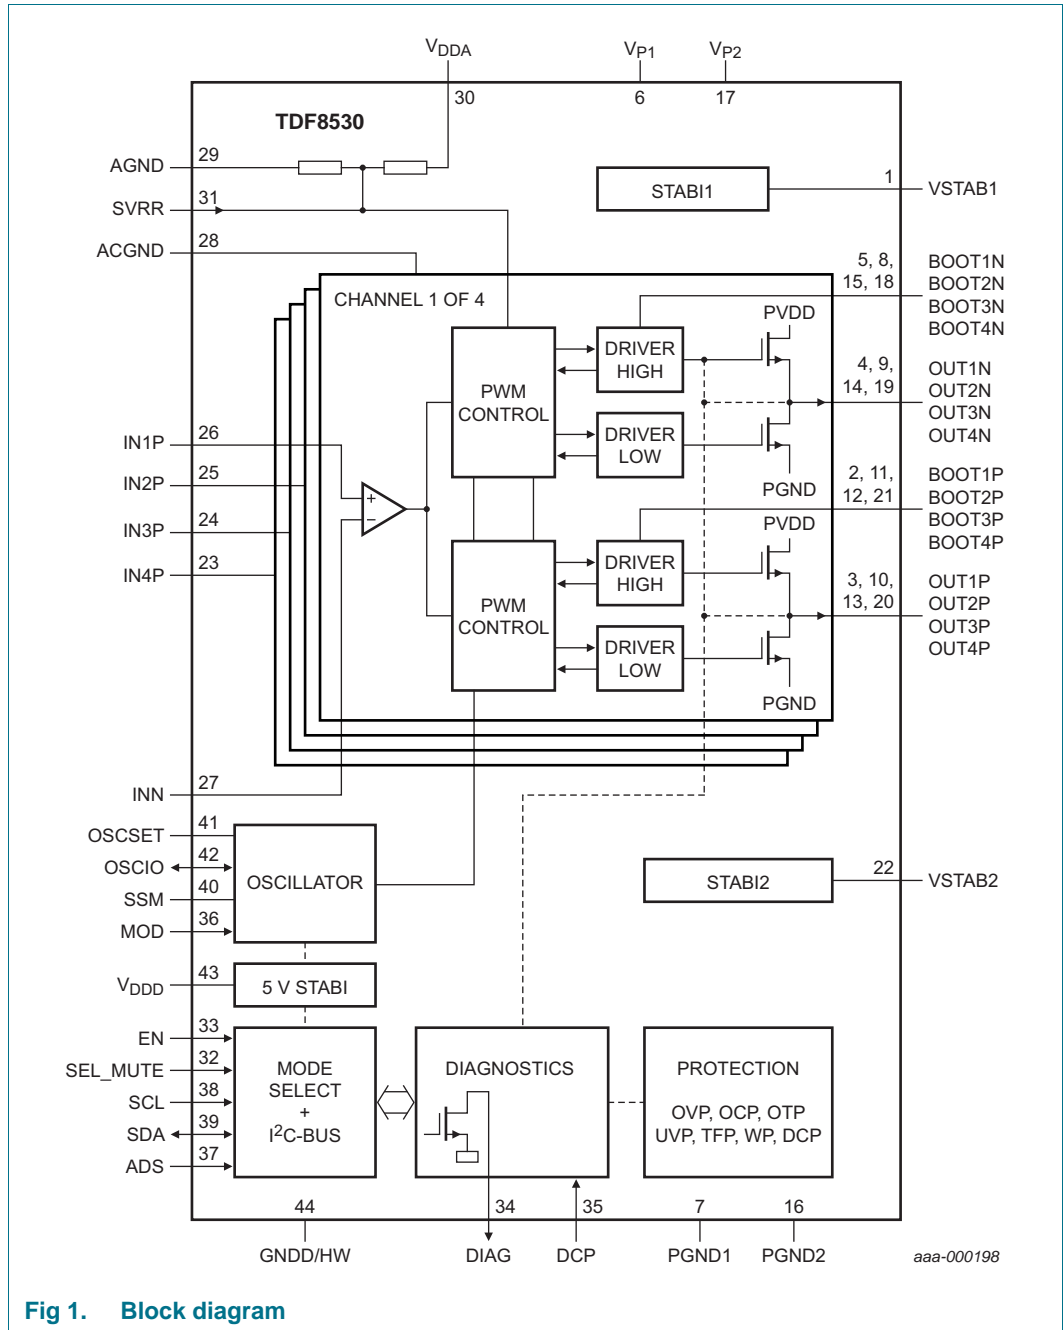 VDDA
VP1
VP2
30
6
17
TDF8530
AGND
29
SVRR
31
ACGND
28
STABI1
1
VSTAB1
CHANNEL 1 OF 4
5, 8,
15, 18
BOOT1N
BOOT2N
BOOT3N
BOOT4N
PWM
CONTROL
DRIVER
HIGH
PVDD
4, 9,
14, 19
OUT1N
OUT2N
OUT3N
OUT4N
DRIVER
LOW
PGND
IN1P
26
IN2P
25
IN3P
24
IN4P
23
+
−
2, 11,
12, 21
BOOT1P
BOOT2P
BOOT3P
BOOT4P
PWM
CONTROL
DRIVER
HIGH
PVDD
3, 10,
13, 20
OUT1P
OUT2P
OUT3P
OUT4P
DRIVER
LOW
PGND
INN
27
OSCSET
41
OSCIO
42
SSM
40
MOD
36
OSCILLATOR
STABI2
22
VSTAB2
VDDD
43
5 V STABI
EN
33
SEL_MUTE
32
SCL
38
SDA
39
ADS
37
MODE
SELECT
+
I²C-BUS
DIAGNOSTICS
PROTECTION
OVP, OCP, OTP
UVP, TFP, WP, DCP
44
34
35
7
16
GNDD/HW
DIAG
DCP
PGND1
PGND2
aaa-000198
Fig 1. Block diagram